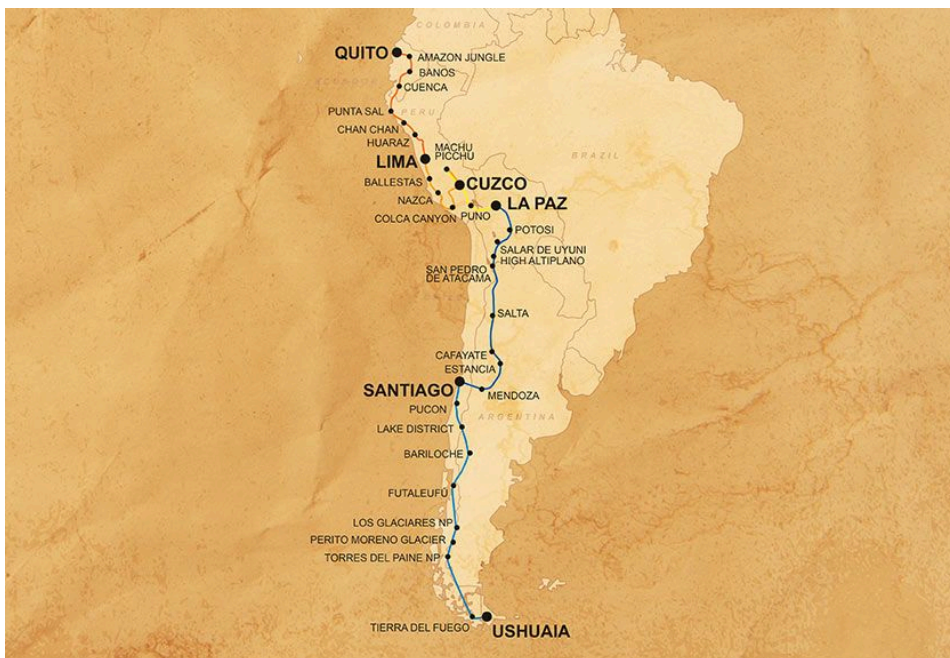 COLOMBIA
QUITO
AMAZON JUNGLE
BANOS
ECUADOR
CUENCA
PUNTA SAL
PERU
CHAN CHAN
HUARAZ
MACHU
PICCHU
BRAZIL
LIMA
BALLESTAS
CUZCO
NAZCA
LA PAZ
COLCA CANYON
PUNO
POTOSI
SALAR DE UYUNI
HIGH ALTIPLANO
SAN PEDRO
DE ATACAMA
SALTA
CAFAYATE
ESTANCIA
SANTIAGO
MENDOZA
PUCON
ARGENTINA
LAKE DISTRICT
BARILOCHE
FUTALEUFÚ
LOS GLACIARES NP
PERITO MORENO GLACIER
TORRES DEL PAINE NP
TIERRA DEL FUEGO
USHUAIA